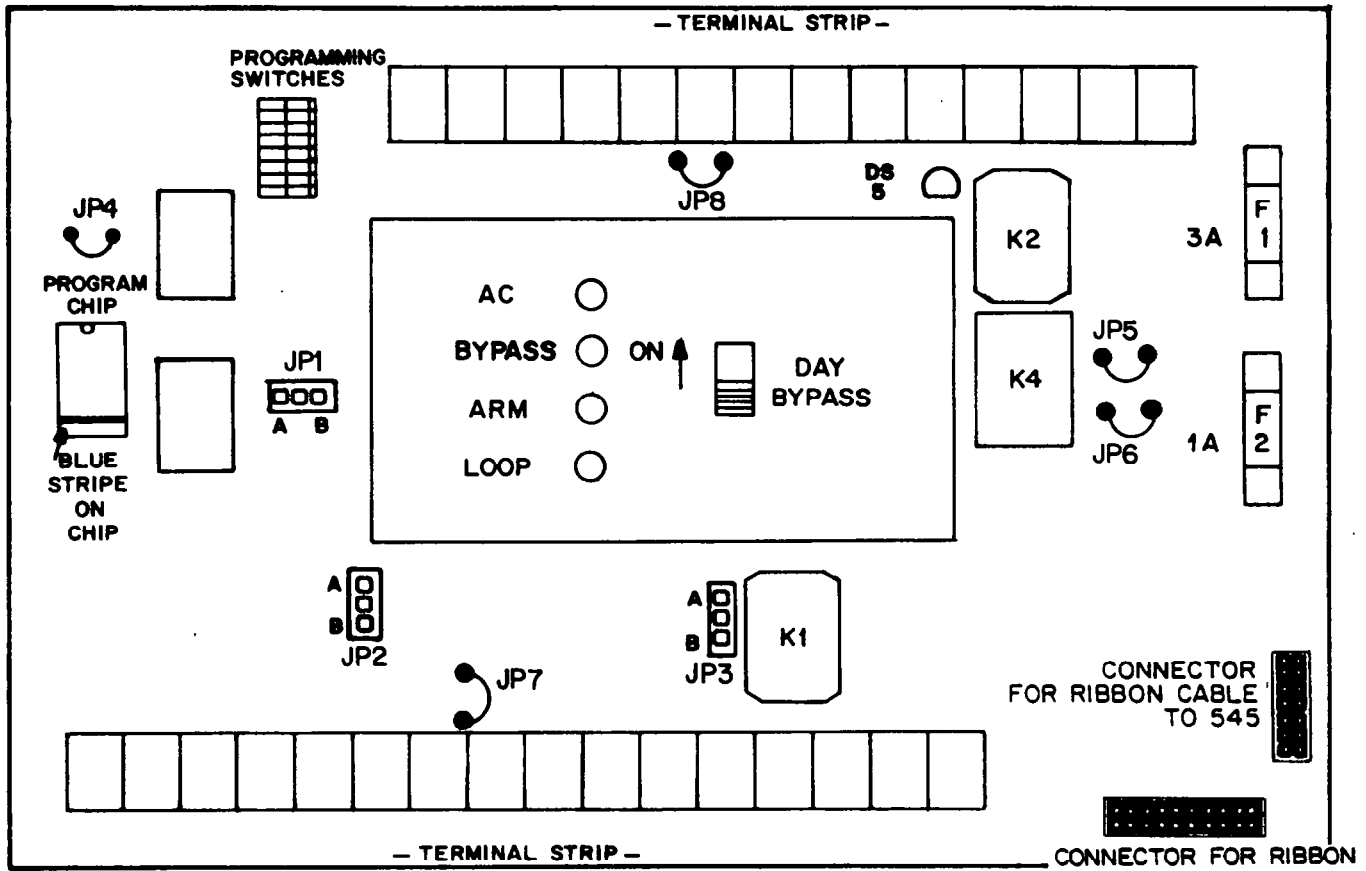 – TERMINAL STRIP –
PROGRAMMING
SWITCHES
JP8
DS
5
K2
3A
F
1
JP4
PROGRAM
CHIP
BLUE
STRIPE
ON
CHIP
JP1
A B
AC
BYPASS
ARM
LOOP
ON
DAY
BYPASS
K4
JP5
JP6
1A
F
2
A
B
JP2
JP7
A
B
JP3
K1
CONNECTOR
FOR RIBBON CABLE
TO 545
– TERMINAL STRIP –
CONNECTOR FOR RIBBON